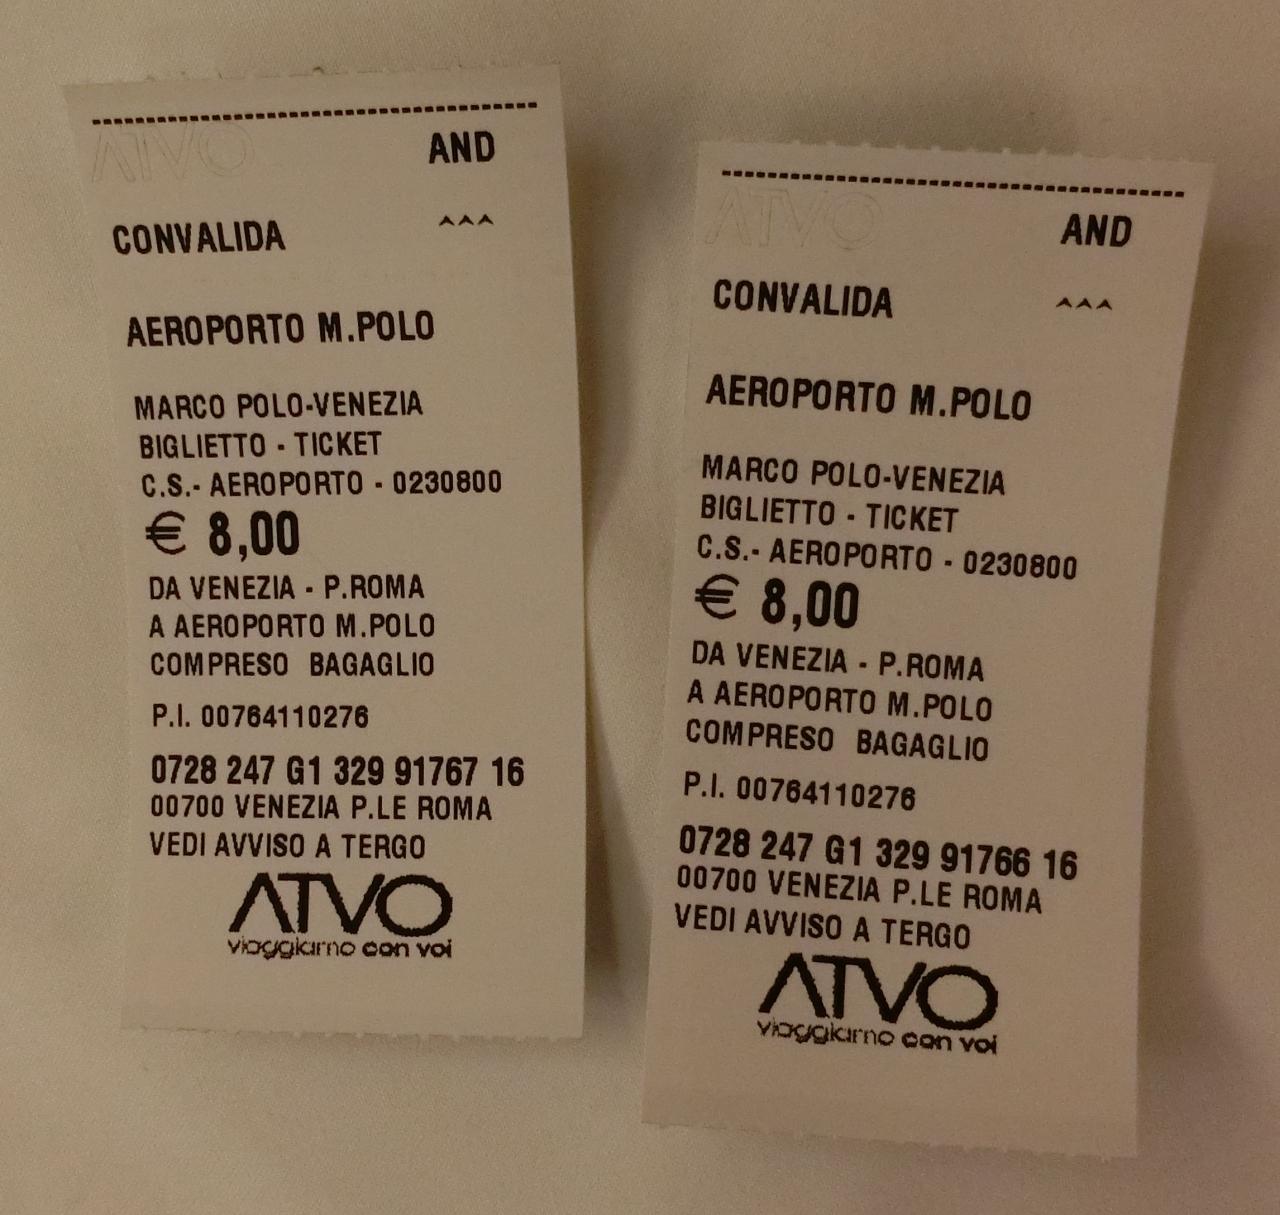 ATVO
AND
CONVALIDA ^^^
AEROPORTO M.POLO
MARCO POLO-VENEZIA
BIGLIETTO - TICKET
C.S.- AEROPORTO - 0230800
€ 8,00
DA VENEZIA - P.ROMA
A AEROPORTO M.POLO
COMPRESO BAGAGLIO
P.I. 00764110276
0728 247 G1 329 91767 16
00700 VENEZIA P.LE ROMA
VEDI AVVISO A TERGO
ATVO
viaggiamo con voi
ATVO
AND
CONVALIDA ^^^
AEROPORTO M.POLO
MARCO POLO-VENEZIA
BIGLIETTO - TICKET
C.S.- AEROPORTO - 0230800
€ 8,00
DA VENEZIA - P.ROMA
A AEROPORTO M.POLO
COMPRESO BAGAGLIO
P.I. 00764110276
0728 247 G1 329 91766 16
00700 VENEZIA P.LE ROMA
VEDI AVVISO A TERGO
ATVO
viaggiamo con voi